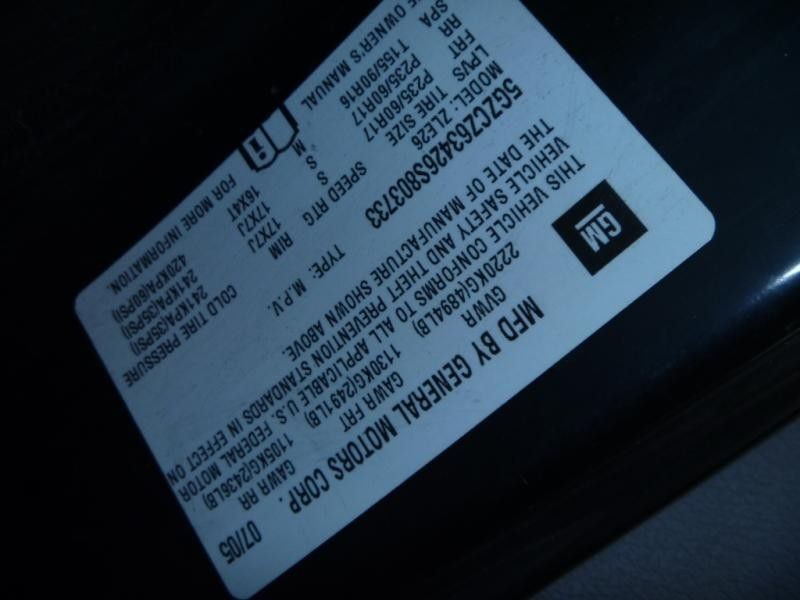 MFD BY GENERAL MOTORS CORP.
07/05
GVWR GAWR FRT GAWR RR
2220KG(4894LB) 1130KG(2491LB) 1105KG(2436LB)
THIS VEHICLE CONFORMS TO ALL APPLICABLE U.S. FEDERAL MOTOR
VEHICLE SAFETY AND THEFT PREVENTION STANDARDS IN EFFECT ON
THE DATE OF MANUFACTURE SHOWN ABOVE.
GM
5GZCZ63426S803733 TYPE: M.P.V.
MODEL: ZLE26
LPVS TIRE SIZE SPEED RTG RIM COLD TIRE PRESSURE
FRT P235/60R17 S 17X7J 241KPA(35PSI)
RR P235/60R17 S 17X7J 241KPA(35PSI)
SPA T155/90R16 M 16X4T 420KPA(60PSI)
OWNER'S MANUAL FOR MORE INFORMATION.